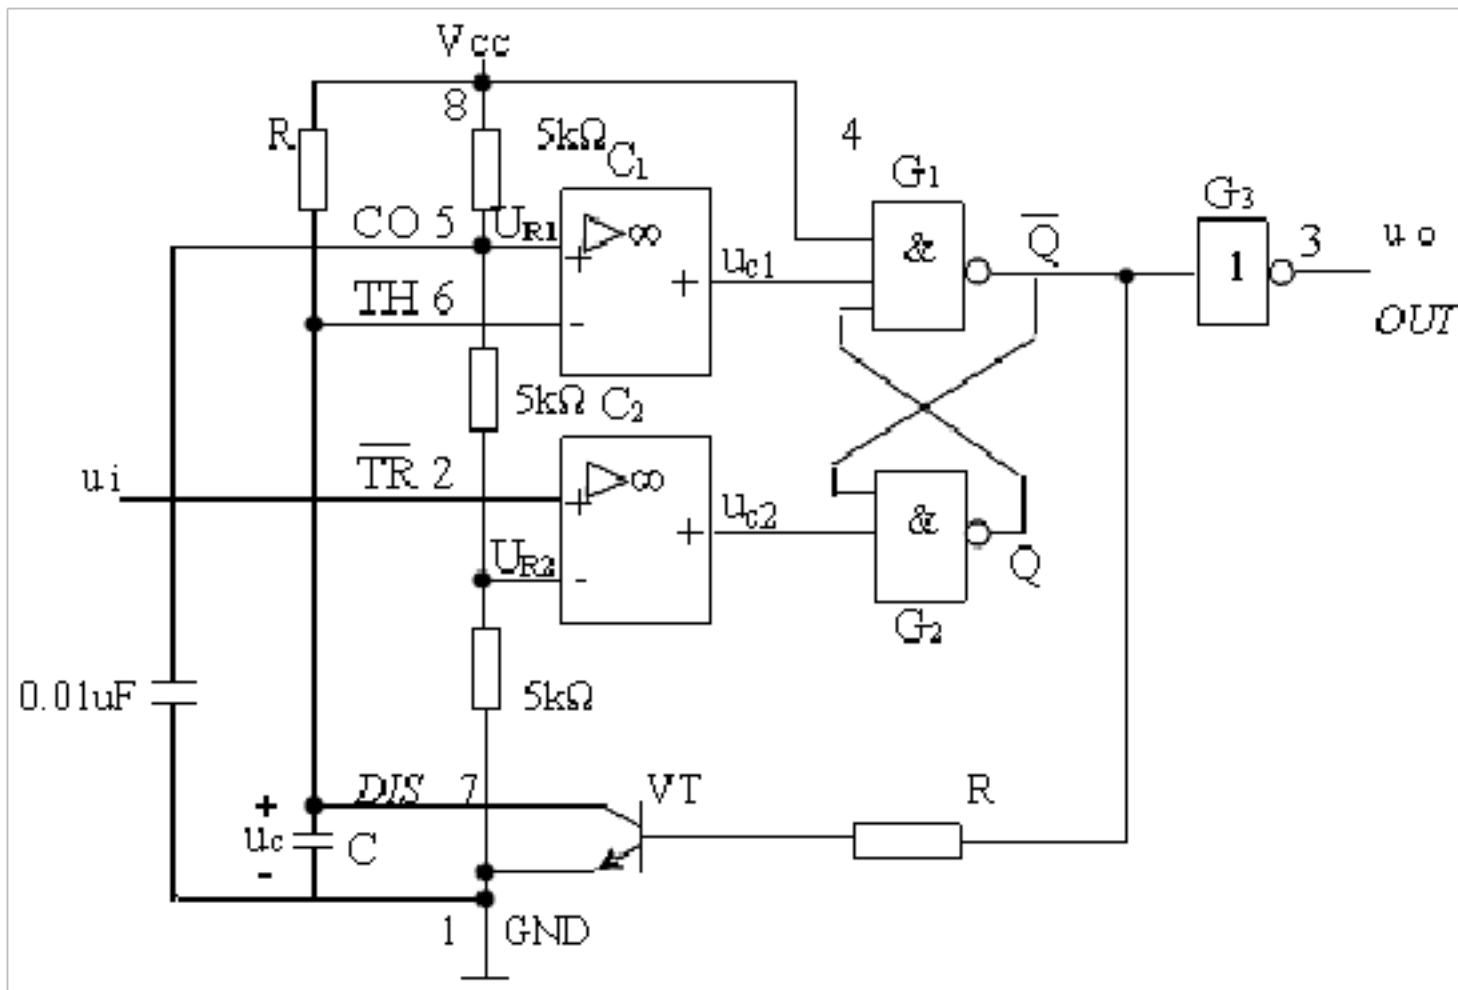 Vcc
8
R
5kΩ
C1
4
G1
G3
CO 5
UR1
▷∞
+
&
Q̅
1
3
uo
uc1
+
TH 6
-
OUT
5kΩ
C2
T̅R̅ 2
▷∞
ui
+
uc2
+
&
UR2
-
Q
G2
0.01uF
5kΩ
DIS 7
VT
R
+
uc
C
-
1
GND